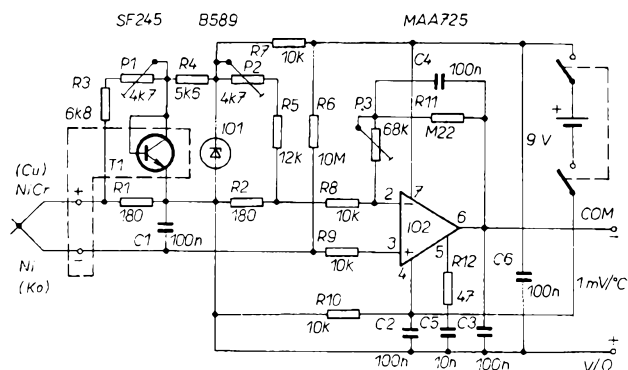 SF245 B589 MAA725
P1 R4 R7 10k P2 C4 100n
R3 4k7 5k6 4k7 R5 R6 P3 R11
6k8 IO1 68k M22 9V +
T1 12k 10M
(Cu) NiCr + R1 180 R2 180 R8 10k 2 − 7
IO2 6 COM −
C1 100n R9 10k 3 + 4 5 R12 C6
Ni (Ko) − 47 100n 1mV/°C
R10 10k C2 C5 C3
100n 10n 100n + V/Ω